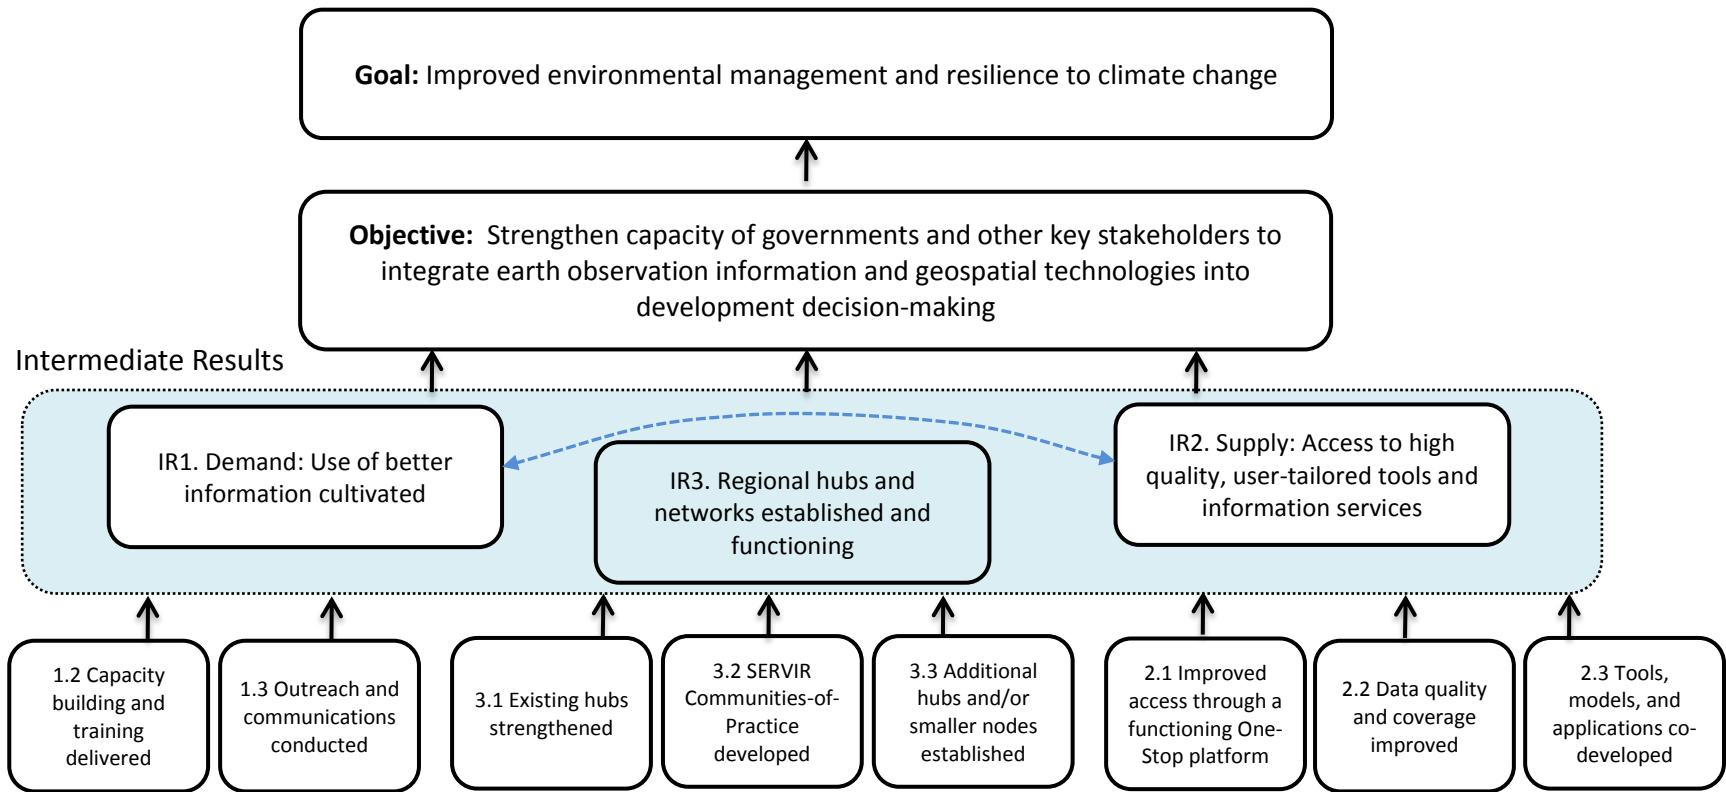 Goal: Improved environmental management and resilience to climate change
Objective: Strengthen capacity of governments and other key stakeholders to
integrate earth observation information and geospatial technologies into
development decision-making
Intermediate Results
IR1. Demand: Use of better
information cultivated
IR3. Regional hubs and
networks established and
functioning
IR2. Supply: Access to high
quality, user-tailored tools and
information services
1.2 Capacity
building and
training
delivered
1.3 Outreach and
communications
conducted
3.1 Existing hubs
strengthened
3.2 SERVIR
Communities-of-
Practice
developed
3.3 Additional
hubs and/or
smaller nodes
established
2.1 Improved
access through a
functioning One-
Stop platform
2.2 Data quality
and coverage
improved
2.3 Tools,
models, and
applications co-
developed